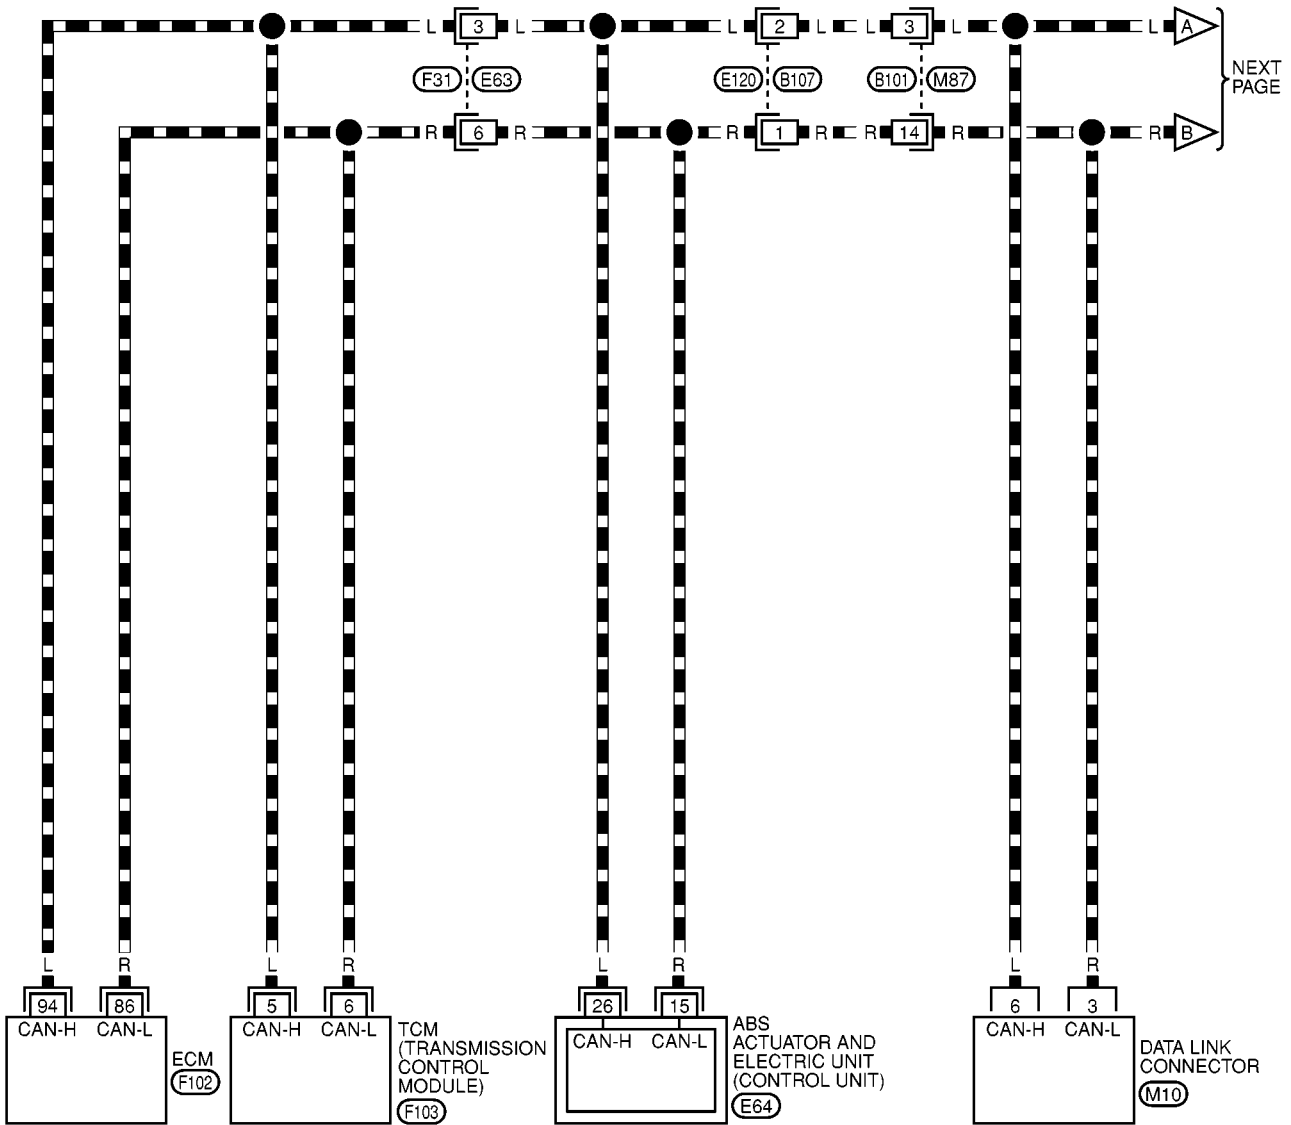 L 3 L L 2 L L 3 L L A
F31 E63 E120 B107 B101 M87
NEXT
PAGE
R 6 R R 1 R R 14 R R B
L R L R L R L R
94 86 5 6 26 15 6 3
CAN-H CAN-L
ECM
F102
CAN-H CAN-L
TCM
(TRANSMISSION
CONTROL
MODULE)
F103
CAN-H CAN-L
ABS
ACTUATOR AND
ELECTRIC UNIT
(CONTROL UNIT)
E64
CAN-H CAN-L
DATA LINK
CONNECTOR
M10